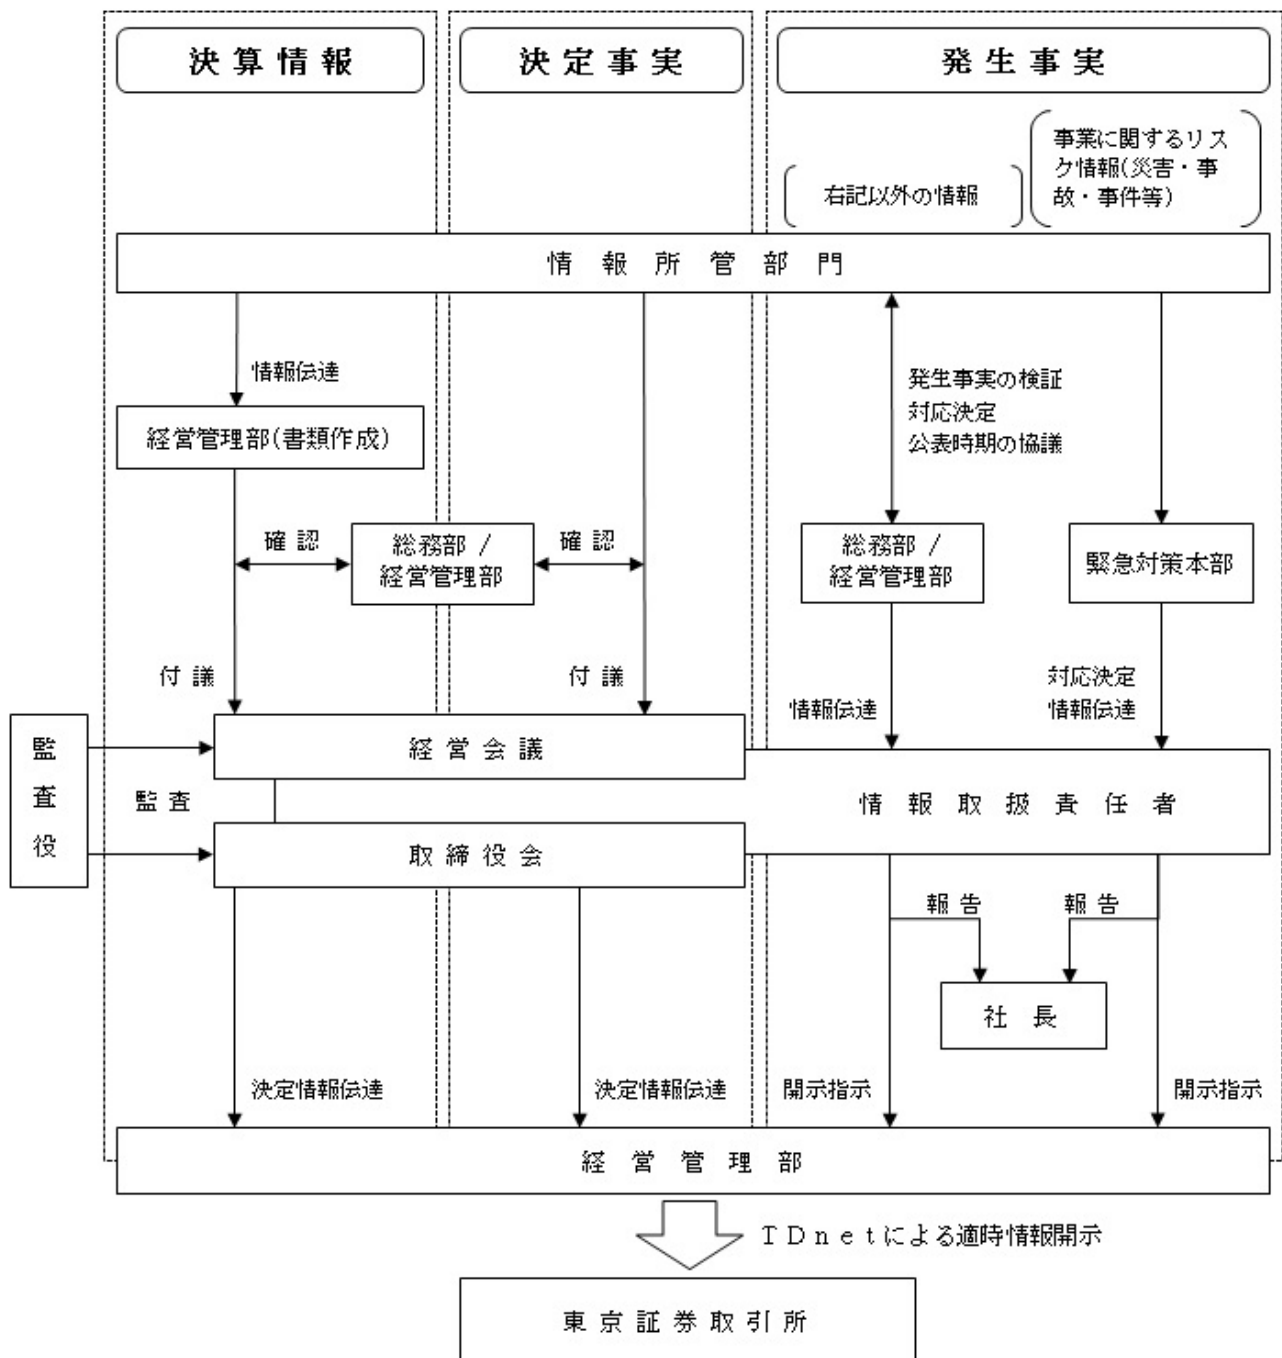 決算情報
決定事実
発生事実
右記以外の情報
事業に関するリス
ク情報(災害・事
故・事件等)
情報所管部門
情報伝達
発生事実の検証
対応決定
公表時期の協議
経営管理部(書類作成)
確認
総務部 /
経営管理部
確認
総務部 /
経営管理部
緊急対策本部
付議
付議
情報伝達
対応決定
情報伝達
監査役
経営会議
監査
情報取扱責任者
取締役会
報告
報告
社長
決定情報伝達
決定情報伝達
開示指示
開示指示
経営管理部
TDnetによる適時情報開示
東京証券取引所